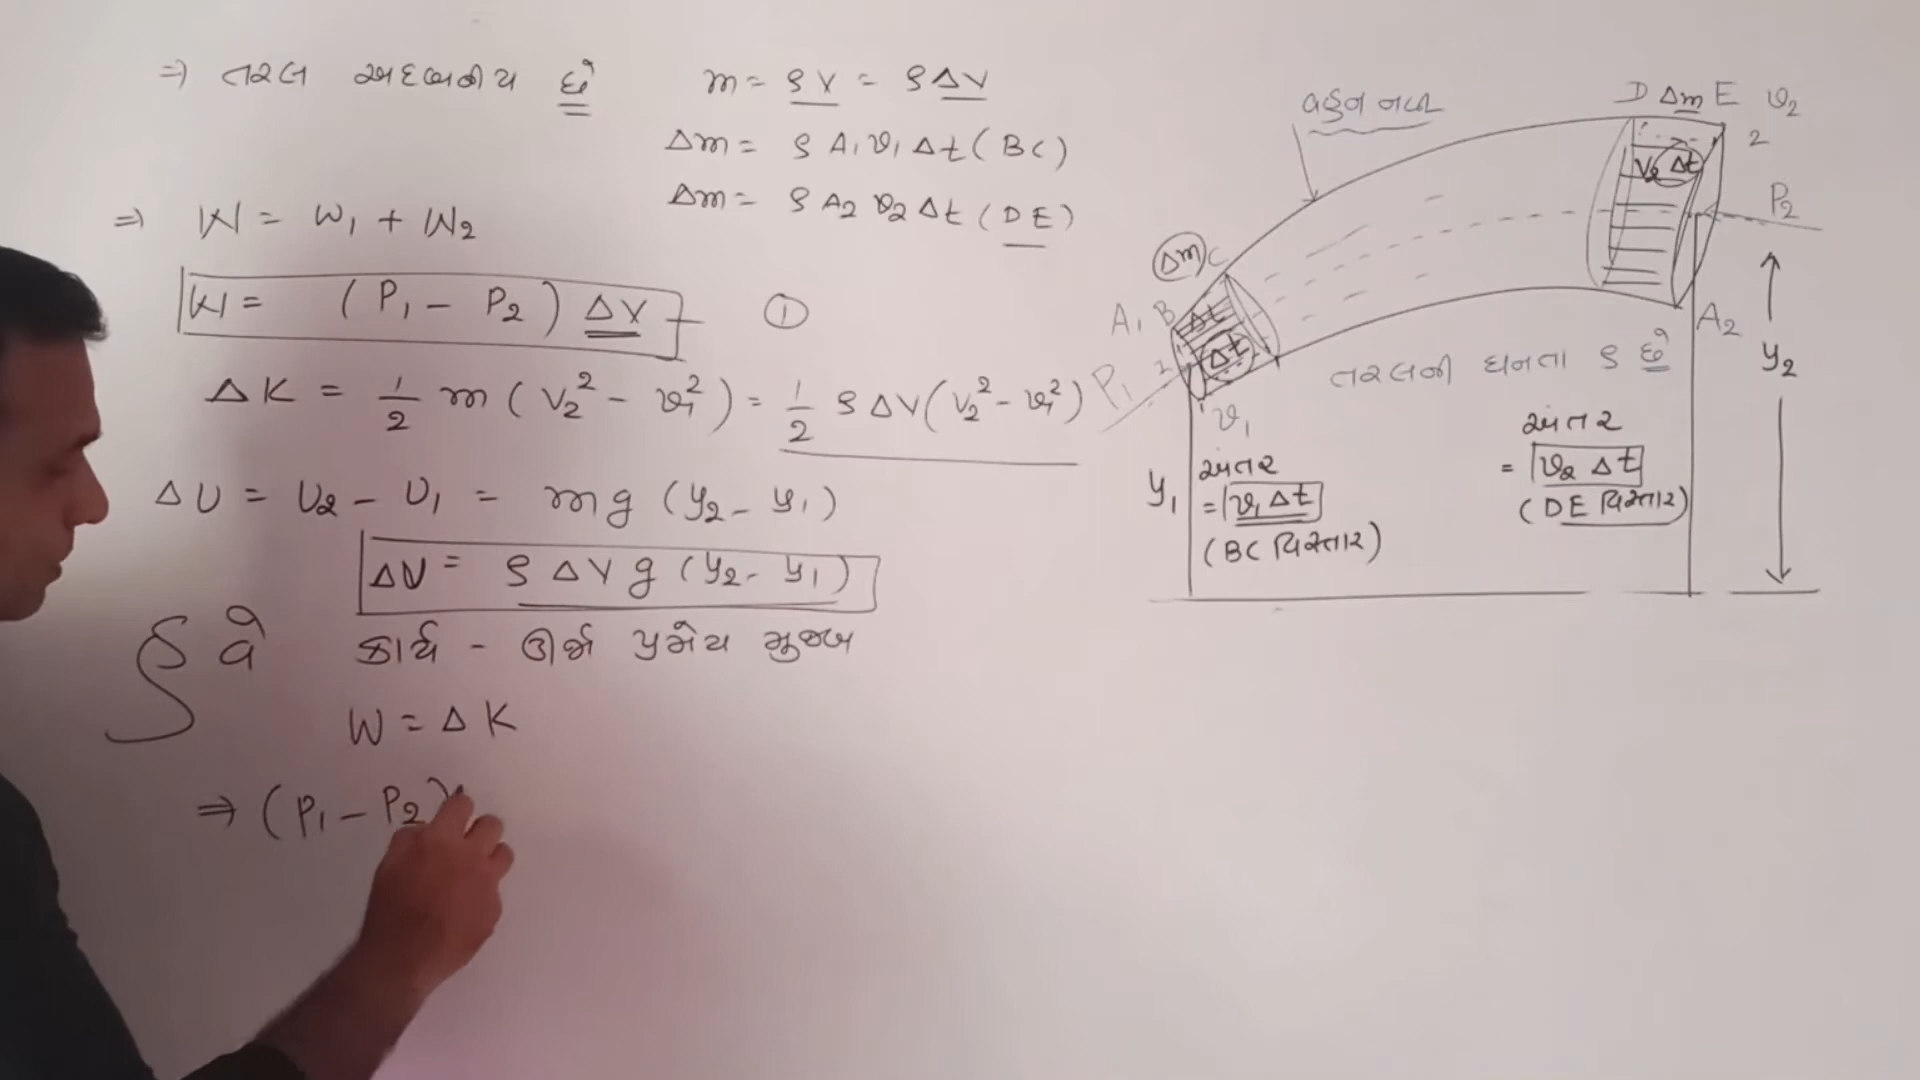 ⇒ તરલ અદબનીય છે
m = ρV = ρΔV
Δm = ρ A₁ v₁ Δt (BC)
Δm = ρ A₂ v₂ Δt (DE)
⇒ W = W₁ + W₂
W = (P₁ - P₂) ΔV ①
ΔK = 1/2 m (v₂² - v₁²) = 1/2 ρ ΔV (v₂² - v₁²)
ΔU = U₂ - U₁ = mg (y₂ - y₁)
ΔU = ρ ΔV g (y₂ - y₁)
હવે કાર્ય - ઊર્જા પ્રમેય મુજબ
W = ΔK
⇒ (P₁ - P₂)
વહન નળી
D Δm E v₂
2
v₂ Δt
P₂
Δm C
A₁ B Δt
2 Δt
P₁
v₁
A₂
y₂
તરલની ઘનતા ρ છે
અંતર
= v₁ Δt
(BC વિસ્તાર)
y₁
અંતર
= v₂ Δt
(DE વિસ્તાર)